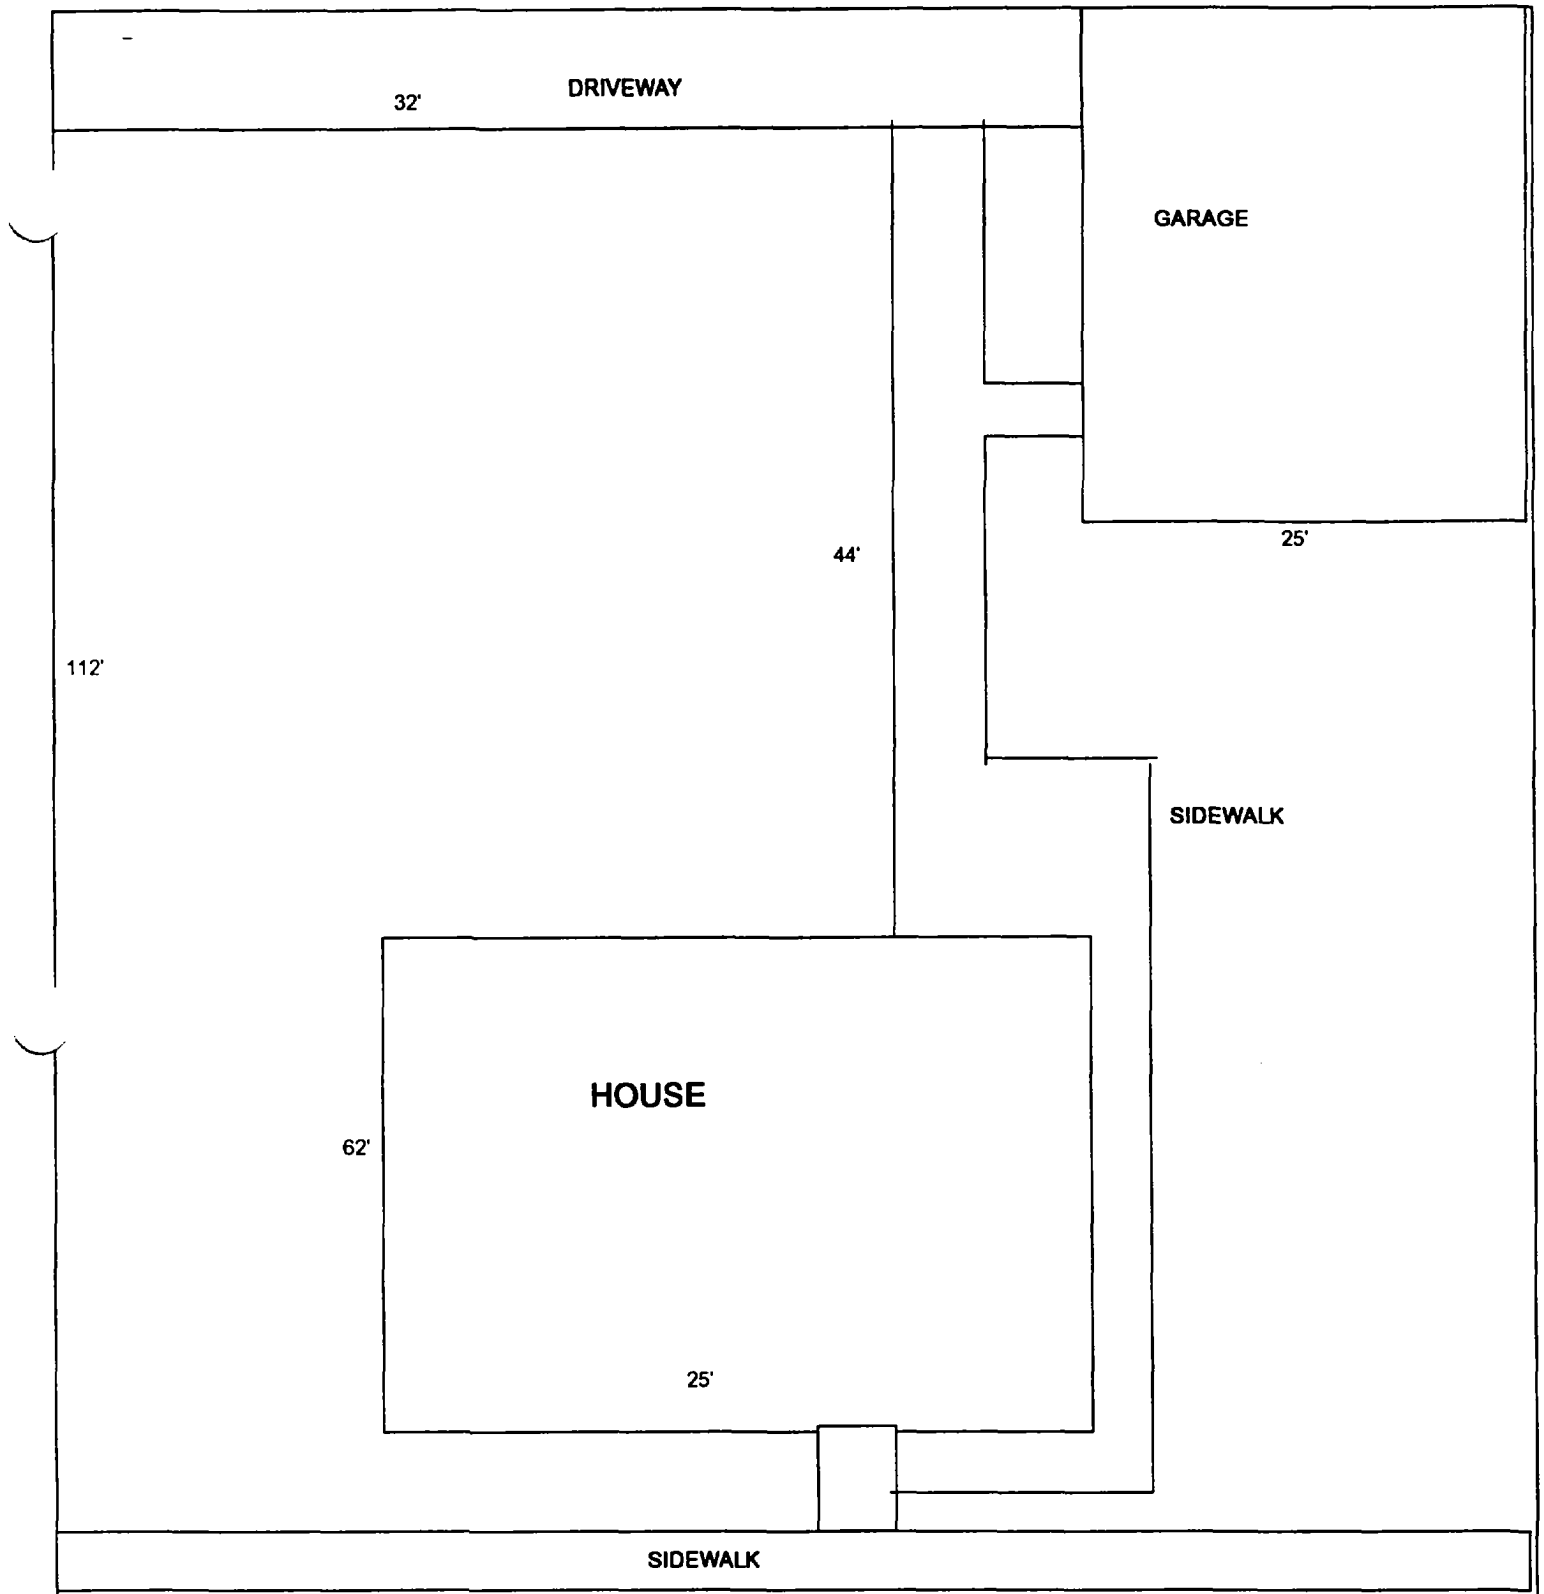 DRIVEWAY
32'
GARAGE
25'
44'
112'
SIDEWALK
HOUSE
62'
25'
SIDEWALK